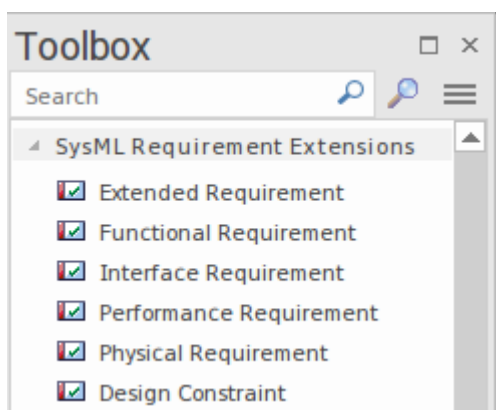 Toolbox
Search
SysML Requirement Extensions
Extended Requirement
Functional Requirement
Interface Requirement
Performance Requirement
Physical Requirement
Design Constraint